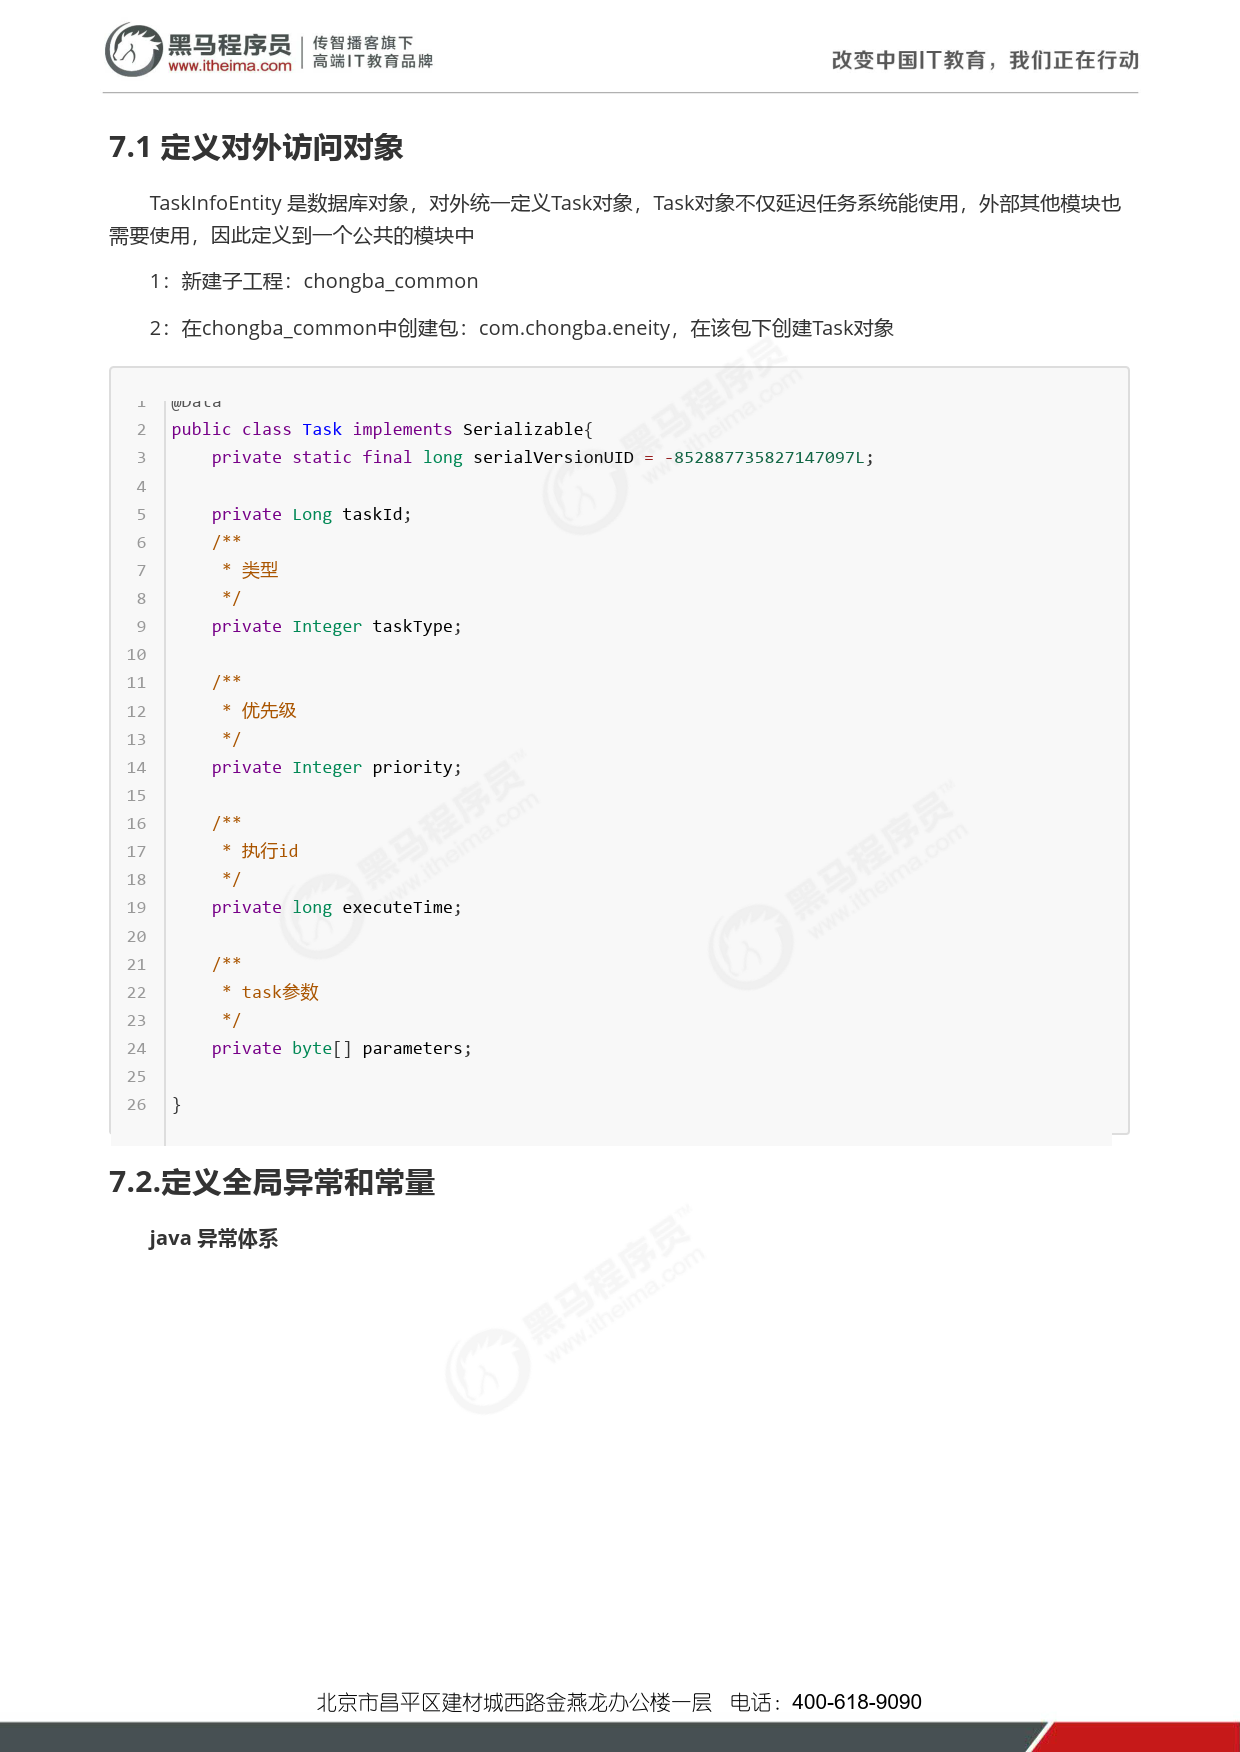 黑马程序员 传智播客旗下
www.itheima.com 高端IT教育品牌
改变中国IT教育，我们正在行动
7.1 定义对外访问对象
TaskInfoEntity 是数据库对象，对外统一定义Task对象，Task对象不仅延迟任务系统能使用，外部其他模块也
需要使用，因此定义到一个公共的模块中
1：新建子工程：chongba_common
2：在chongba_common中创建包：com.chongba.eneity，在该包下创建Task对象
1 @Data
2 public class Task implements Serializable{
3     private static final long serialVersionUID = -852887735827147097L;
4
5     private Long taskId;
6     /**
7      * 类型
8      */
9     private Integer taskType;
10
11     /**
12      * 优先级
13      */
14     private Integer priority;
15
16     /**
17      * 执行id
18      */
19     private long executeTime;
20
21     /**
22      * task参数
23      */
24     private byte[] parameters;
25
26 }
7.2.定义全局异常和常量
java 异常体系
北京市昌平区建材城西路金燕龙办公楼一层 电话：400-618-9090